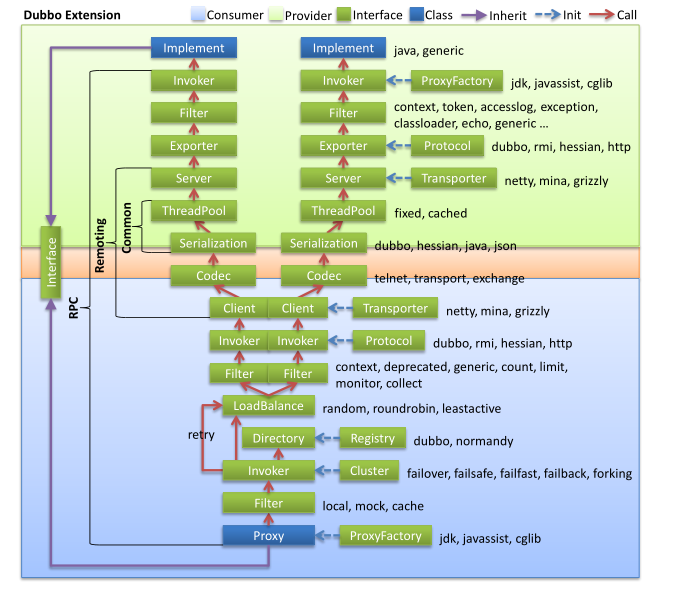 Dubbo Extension
Consumer Provider Interface Class Inherit Init Call
Implement Implement java, generic
Invoker Invoker ProxyFactory jdk, javassist, cglib
Filter Filter context, token, accesslog, exception,
classloader, echo, generic ...
Exporter Exporter Protocol dubbo, rmi, hessian, http
Server Server Transporter netty, mina, grizzly
ThreadPool ThreadPool fixed, cached
Serialization Serialization dubbo, hessian, java, json
Codec Codec telnet, transport, exchange
Common
Remoting
RPC
Interface
Client Client Transporter netty, mina, grizzly
Invoker Invoker Protocol dubbo, rmi, hessian, http
Filter Filter context, deprecated, generic, count, limit,
monitor, collect
LoadBalance random, roundrobin, leastactive
retry
Directory Registry dubbo, normandy
Invoker Cluster failover, failsafe, failfast, failback, forking
Filter local, mock, cache
Proxy ProxyFactory jdk, javassist, cglib